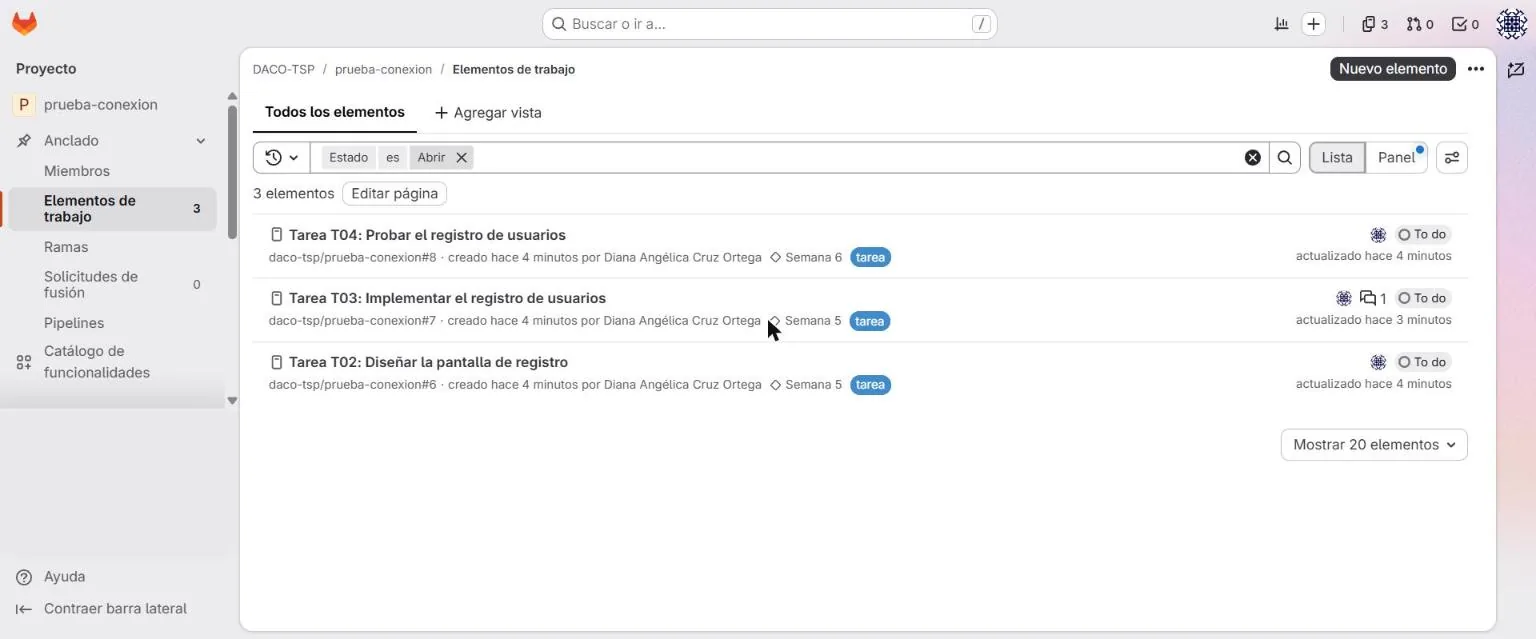 Buscar o ir a...
/
3
0
0
Proyecto
P prueba-conexion
Anclado
Miembros
Elementos de trabajo
3
Ramas
Solicitudes de fusión
0
Pipelines
Catálogo de funcionalidades
Ayuda
Contraer barra lateral
DACO-TSP / prueba-conexion / Elementos de trabajo
Nuevo elemento
Todos los elementos
Agregar vista
Estado es Abrir
Lista
Panel
3 elementos
Editar página
Tarea T04: Probar el registro de usuarios
To do
daco-tsp/prueba-conexion#8 · creado hace 4 minutos por Diana Angélica Cruz Ortega Semana 6 tarea
actualizado hace 4 minutos
Tarea T03: Implementar el registro de usuarios
1 To do
daco-tsp/prueba-conexion#7 · creado hace 4 minutos por Diana Angélica Cruz Ortega Semana 5 tarea
actualizado hace 3 minutos
Tarea T02: Diseñar la pantalla de registro
To do
daco-tsp/prueba-conexion#6 · creado hace 4 minutos por Diana Angélica Cruz Ortega Semana 5 tarea
actualizado hace 4 minutos
Mostrar 20 elementos